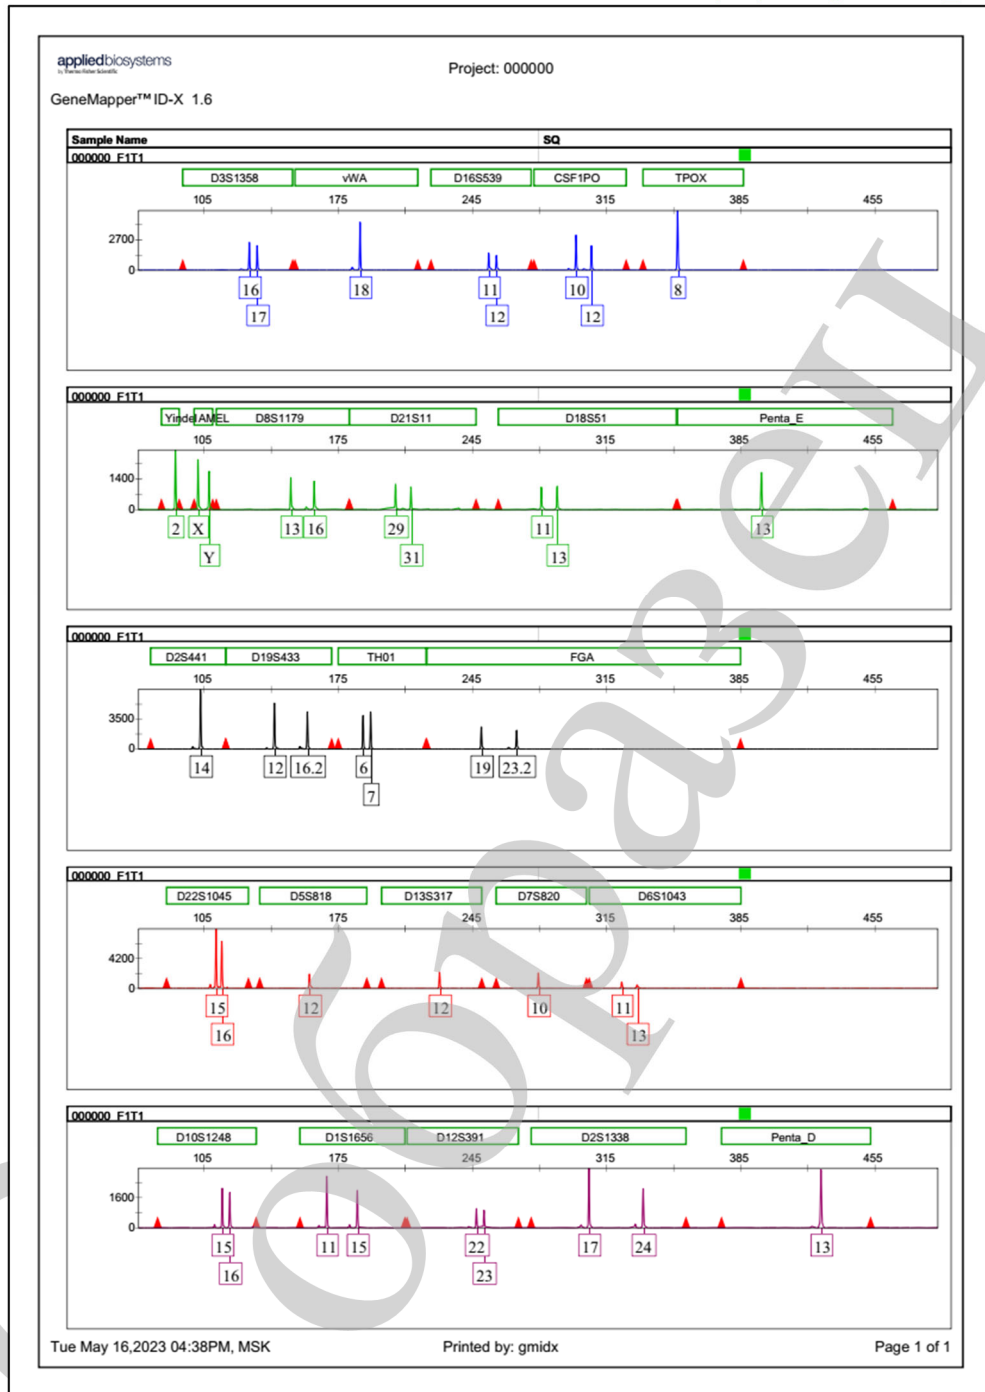 appliedbiosystems
by Thermo Fisher Scientific
Project: 000000
GeneMapper™ ID-X 1.6
Sample Name SQ
000000_F1T1
D3S1358 vWA D16S539 CSF1PO TPOX
105 175 245 315 385 455
2700
0
16 18 11 10 8
17 12 12
000000_F1T1
Yindel AMEL D8S1179 D21S11 D18S51 Penta_E
105 175 245 315 385 455
1400
0
2 X 13 16 29 11 13
Y 31 13
000000_F1T1
D2S441 D19S433 TH01 FGA
105 175 245 315 385 455
3500
0
14 12 16.2 6 19 23.2
7
000000_F1T1
D22S1045 D5S818 D13S317 D7S820 D6S1043
105 175 245 315 385 455
4200
0
15 12 12 10 11
16 13
000000_F1T1
D10S1248 D1S1656 D12S391 D2S1338 Penta_D
105 175 245 315 385 455
1600
0
15 11 15 22 17 24 13
16 23
Tue May 16,2023 04:38PM, MSK Printed by: gmidx Page 1 of 1
образец